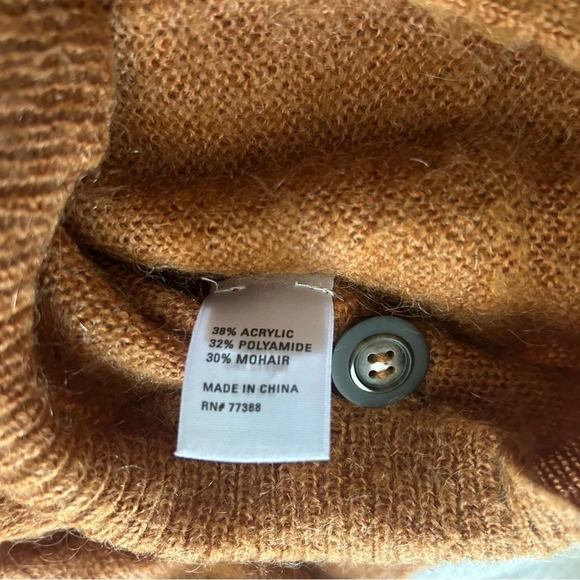 38% ACRYLIC
32% POLYAMIDE
30% MOHAIR
MADE IN CHINA
RN# 77388